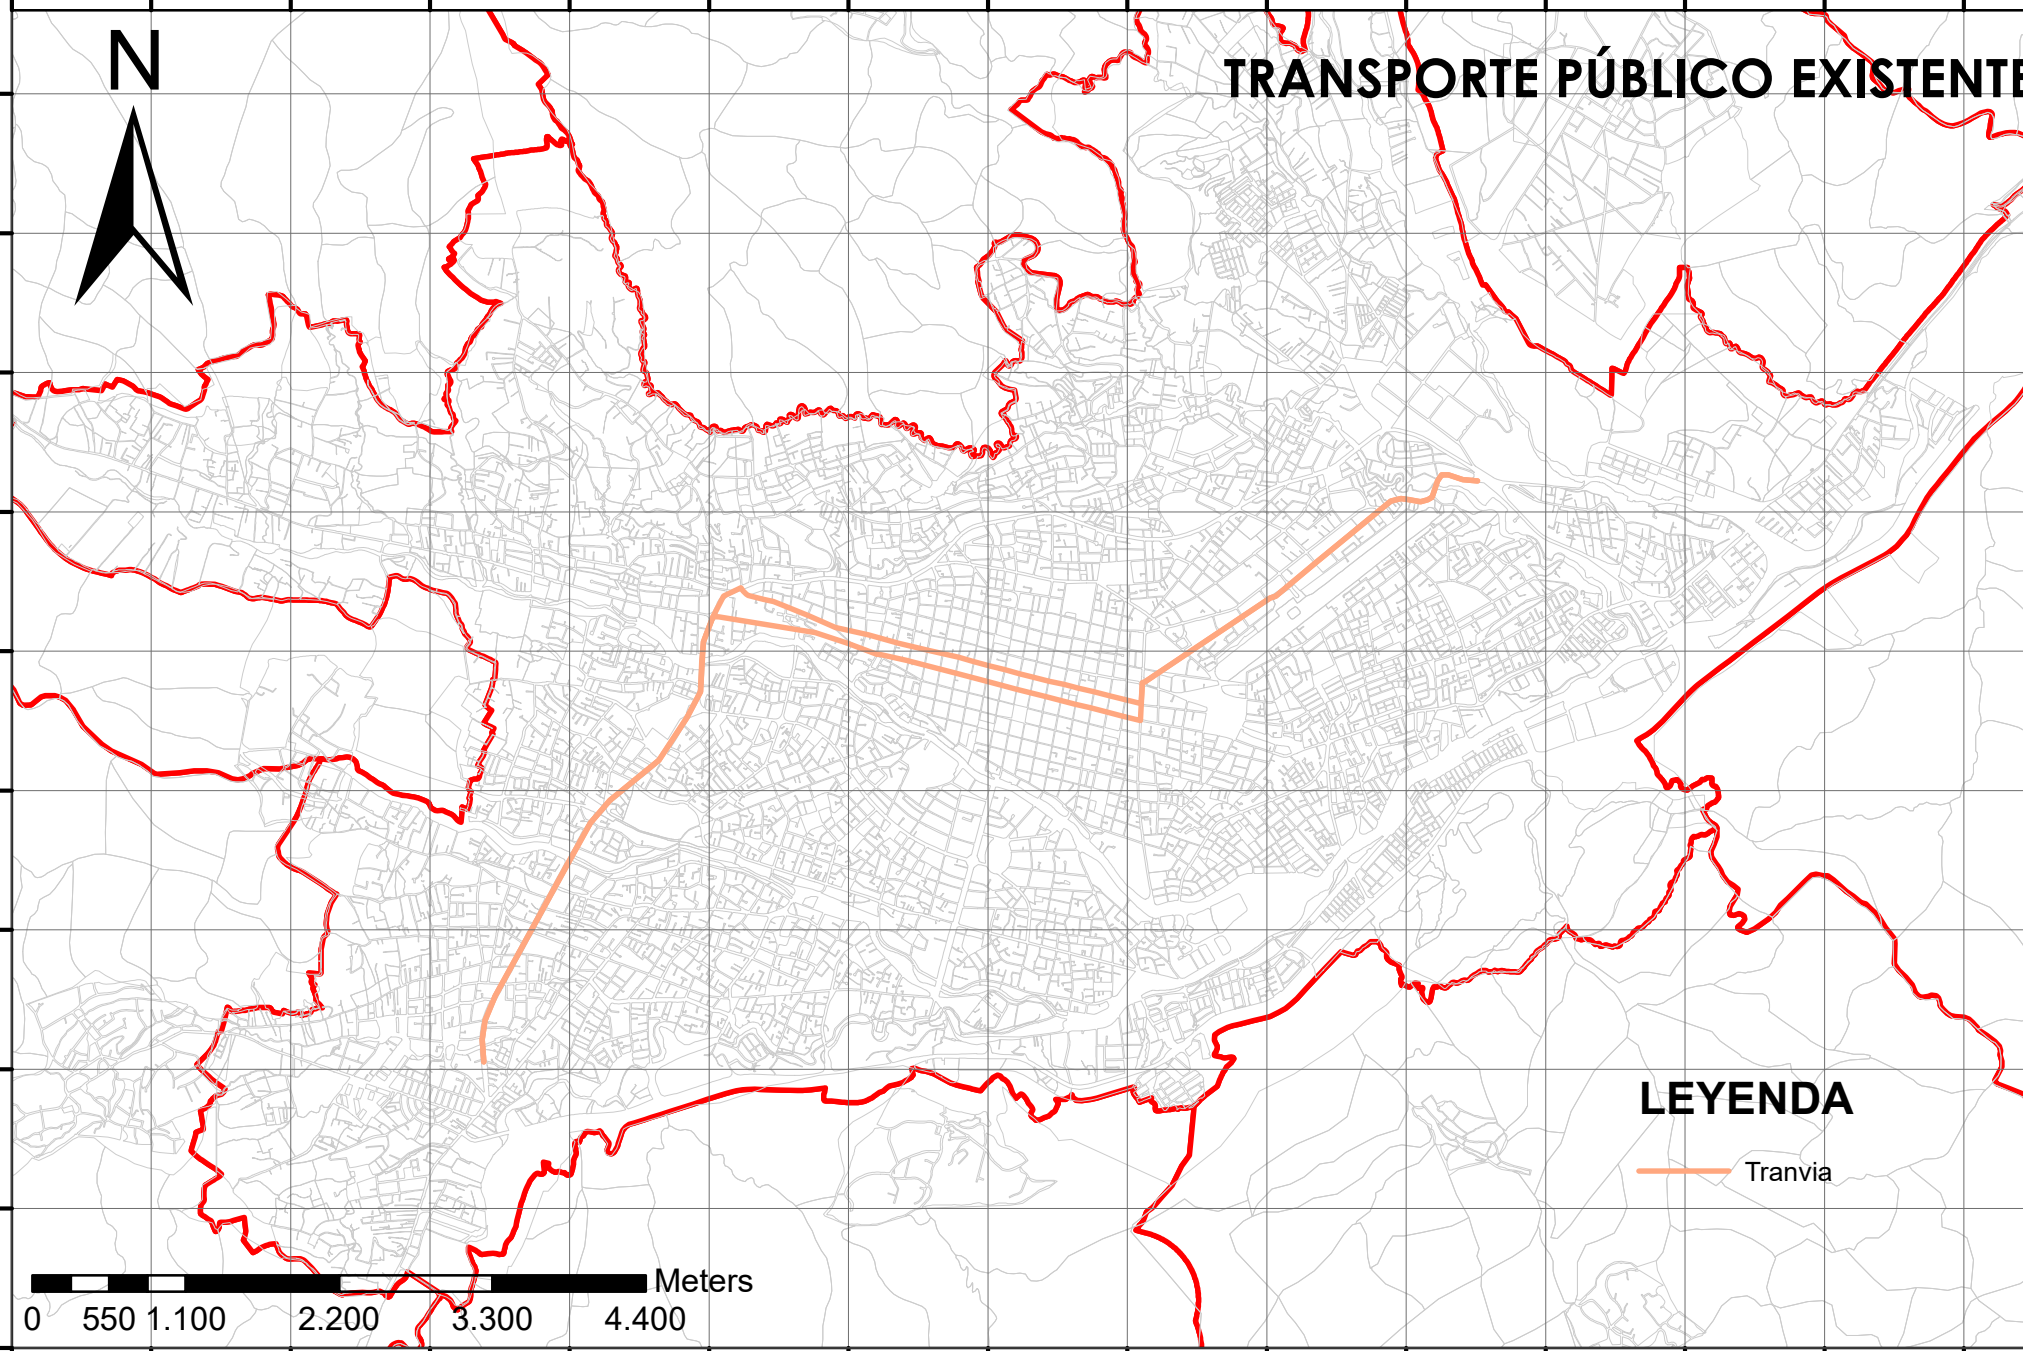 N
TRANSPORTE PÚBLICO EXISTENTE
LEYENDA
Tranvia
Meters
0 550 1.100 2.200 3.300 4.400